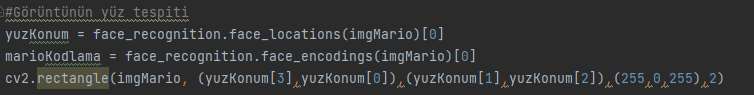 #Görüntünün yüz tespiti
yuzKonum = face_recognition.face_locations(imgMario)[0]
marioKodlama = face_recognition.face_encodings(imgMario)[0]
cv2.rectangle(imgMario, (yuzKonum[3],yuzKonum[0]),(yuzKonum[1],yuzKonum[2]),(255,0,255),2)